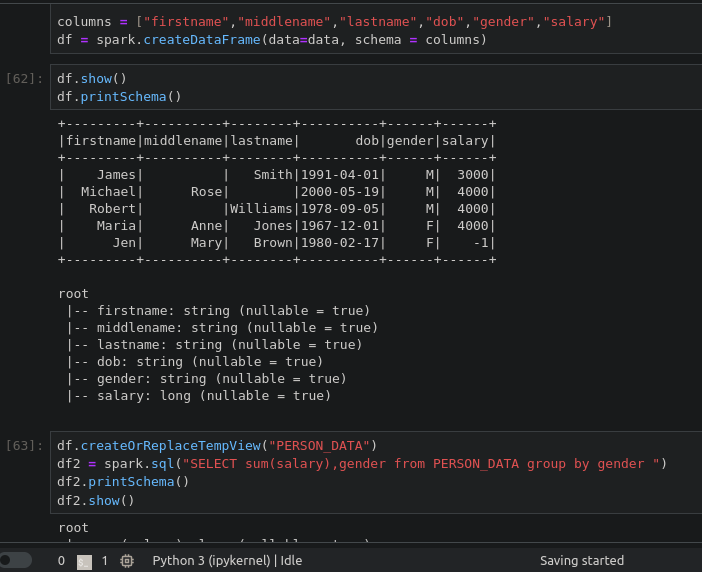 columns = ["firstname","middlename","lastname","dob","gender","salary"]
df = spark.createDataFrame(data=data, schema = columns)
[62]:
df.show()
df.printSchema()
+---------+----------+--------+----------+------+------+
|firstname|middlename|lastname|       dob|gender|salary|
+---------+----------+--------+----------+------+------+
|    James|          |   Smith|1991-04-01|     M|  3000|
|  Michael|      Rose|        |2000-05-19|     M|  4000|
|   Robert|          |Williams|1978-09-05|     M|  4000|
|    Maria|      Anne|   Jones|1967-12-01|     F|  4000|
|      Jen|      Mary|   Brown|1980-02-17|     F|    -1|
+---------+----------+--------+----------+------+------+
root
 |-- firstname: string (nullable = true)
 |-- middlename: string (nullable = true)
 |-- lastname: string (nullable = true)
 |-- dob: string (nullable = true)
 |-- gender: string (nullable = true)
 |-- salary: long (nullable = true)
[63]:
df.createOrReplaceTempView("PERSON_DATA")
df2 = spark.sql("SELECT sum(salary),gender from PERSON_DATA group by gender ")
df2.printSchema()
df2.show()
root
0 $_ 1 Python 3 (ipykernel) | Idle Saving started